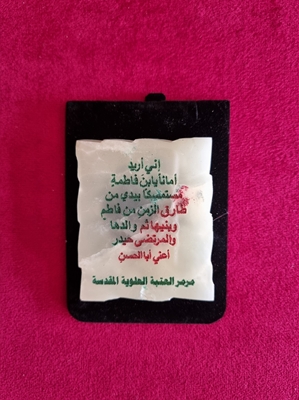 إني أريد
أماناً يابن فاطمةٍ
مستمسكاً بيدي من
طارق الزمن من فاطم
وبنيها ثم والدها
والمرتضى حيدر
أعني أبا الحسن
مرمر العتبة العلوية المقدسة